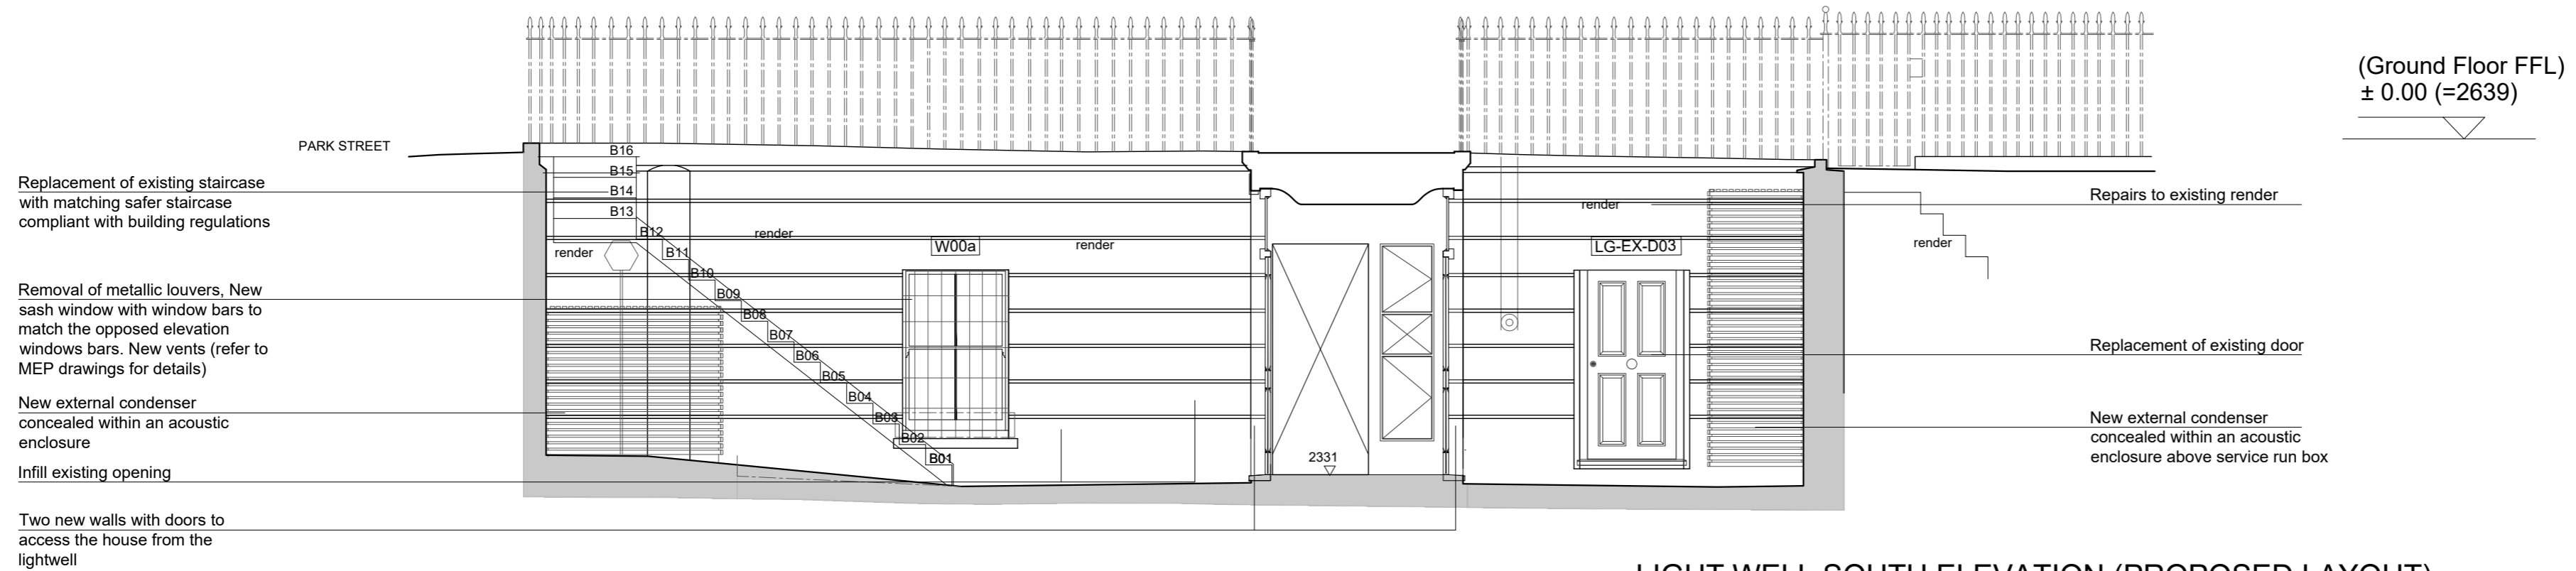 (Ground Floor FFL)
± 0.00 (=2639)
PARK STREET
Replacement of existing staircase
with matching safer staircase
compliant with building regulations
Removal of metallic louvers, New
sash window with window bars to
match the opposed elevation
windows bars. New vents (refer to
MEP drawings for details)
New external condenser
concealed within an acoustic
enclosure
Infill existing opening
Two new walls with doors to
access the house from the
lightwell
B16
B15
B14
B13
B12
B11
B10
B09
B08
B07
B06
B05
B04
B03
B02
B01
render
render
W00a
render
2331
render
LG-EX-D03
render
Repairs to existing render
Replacement of existing door
New external condenser
concealed within an acoustic
enclosure above service run box
LIGHT WELL SOUTH ELEVATION (PROPOSED LAYOUT)